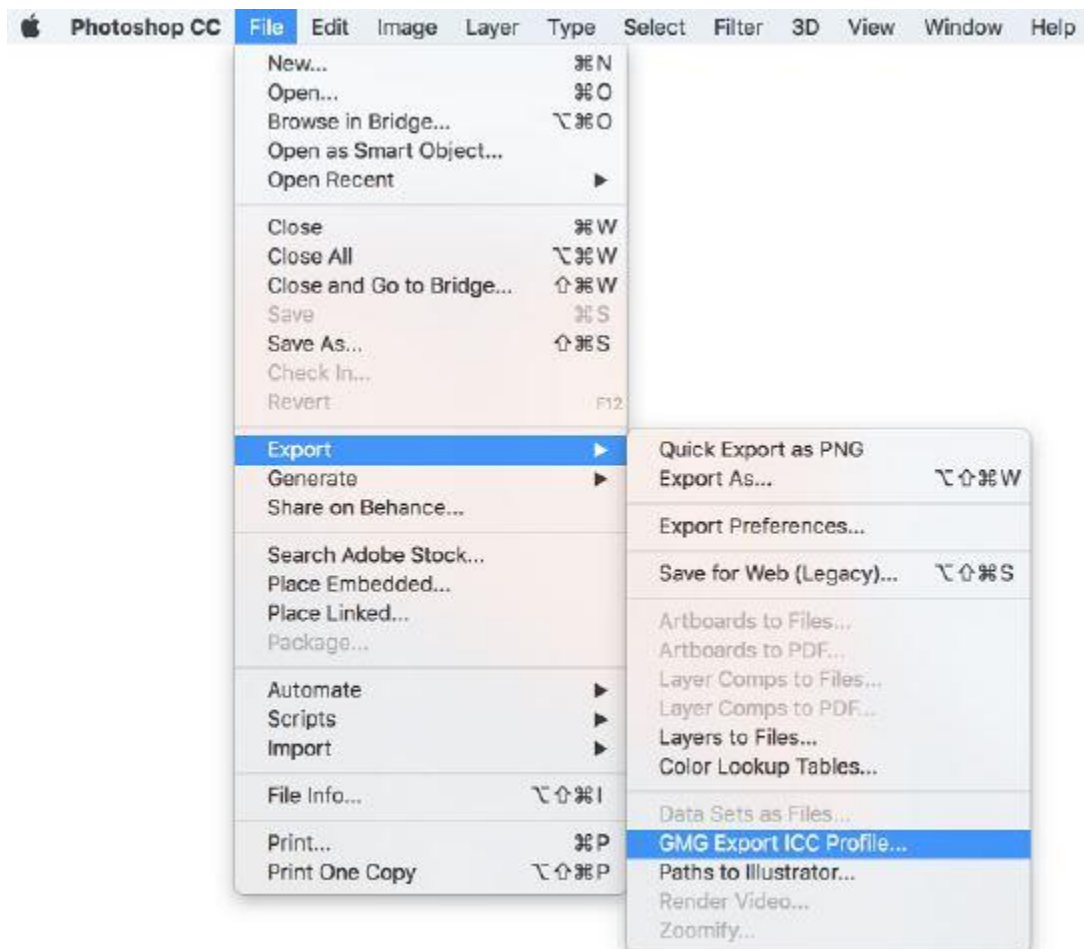 Photoshop CC File Edit Image Layer Type Select Filter 3D View Window Help
New... ⌘N
Open... ⌘O
Browse in Bridge... ⌥⌘O
Open as Smart Object...
Open Recent ▶
Close ⌘W
Close All ⌥⌘W
Close and Go to Bridge... ⇧⌘W
Save ⌘S
Save As... ⇧⌘S
Check In...
Revert F12
Export ▶
Generate ▶
Share on Behance...
Search Adobe Stock...
Place Embedded...
Place Linked...
Package...
Automate ▶
Scripts ▶
Import ▶
File Info... ⌥⇧⌘I
Print... ⌘P
Print One Copy ⌥⇧⌘P
Quick Export as PNG
Export As... ⌥⇧⌘W
Export Preferences...
Save for Web (Legacy)... ⌥⇧⌘S
Artboards to Files...
Artboards to PDF...
Layer Comps to Files...
Layer Comps to PDF...
Layers to Files...
Color Lookup Tables...
Data Sets as Files...
GMG Export ICC Profile...
Paths to Illustrator...
Render Video...
Zoomify...